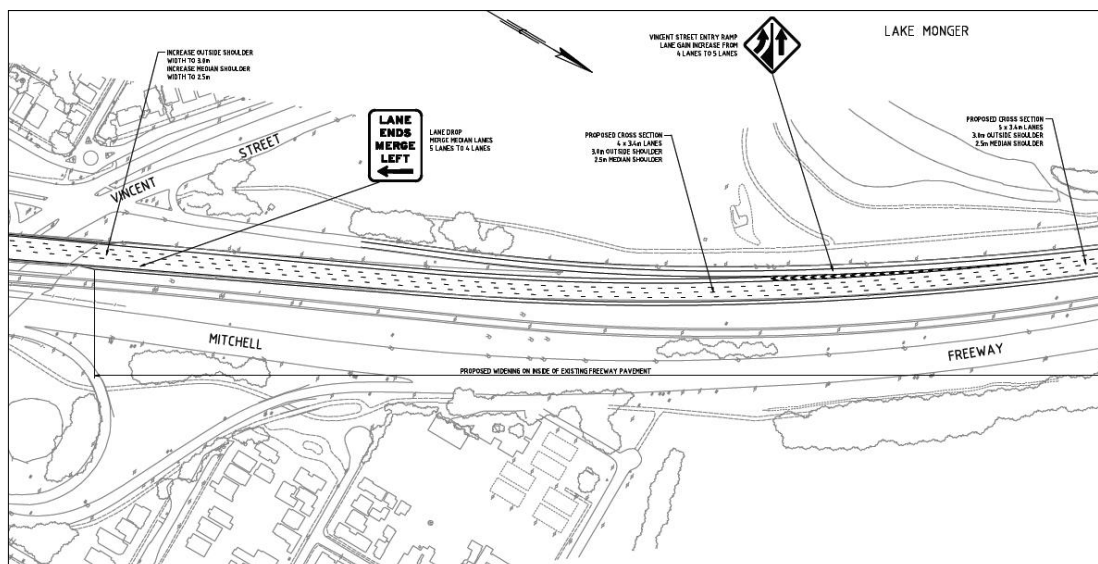 LAKE MONGER
INCREASE OUTSIDE SHOULDER
WIDTH TO 3.0m
INCREASE MEDIAN SHOULDER
WIDTH TO 2.5m
VINCENT STREET ENTRY RAMP
LANE GAIN INCREASE FROM
4 LANES TO 5 LANES
LANE
ENDS
MERGE
LEFT
LANE DROP
MERGE MEDIAN LANES
5 LANES TO 4 LANES
PROPOSED CROSS SECTION
4 x 3.4m LANES
3.0m OUTSIDE SHOULDER
2.5m MEDIAN SHOULDER
PROPOSED CROSS SECTION
5 x 3.4m LANES
3.0m OUTSIDE SHOULDER
2.5m MEDIAN SHOULDER
VINCENT STREET
MITCHELL FREEWAY
PROPOSED WIDENING ON INSIDE OF EXISTING FREEWAY PAVEMENT